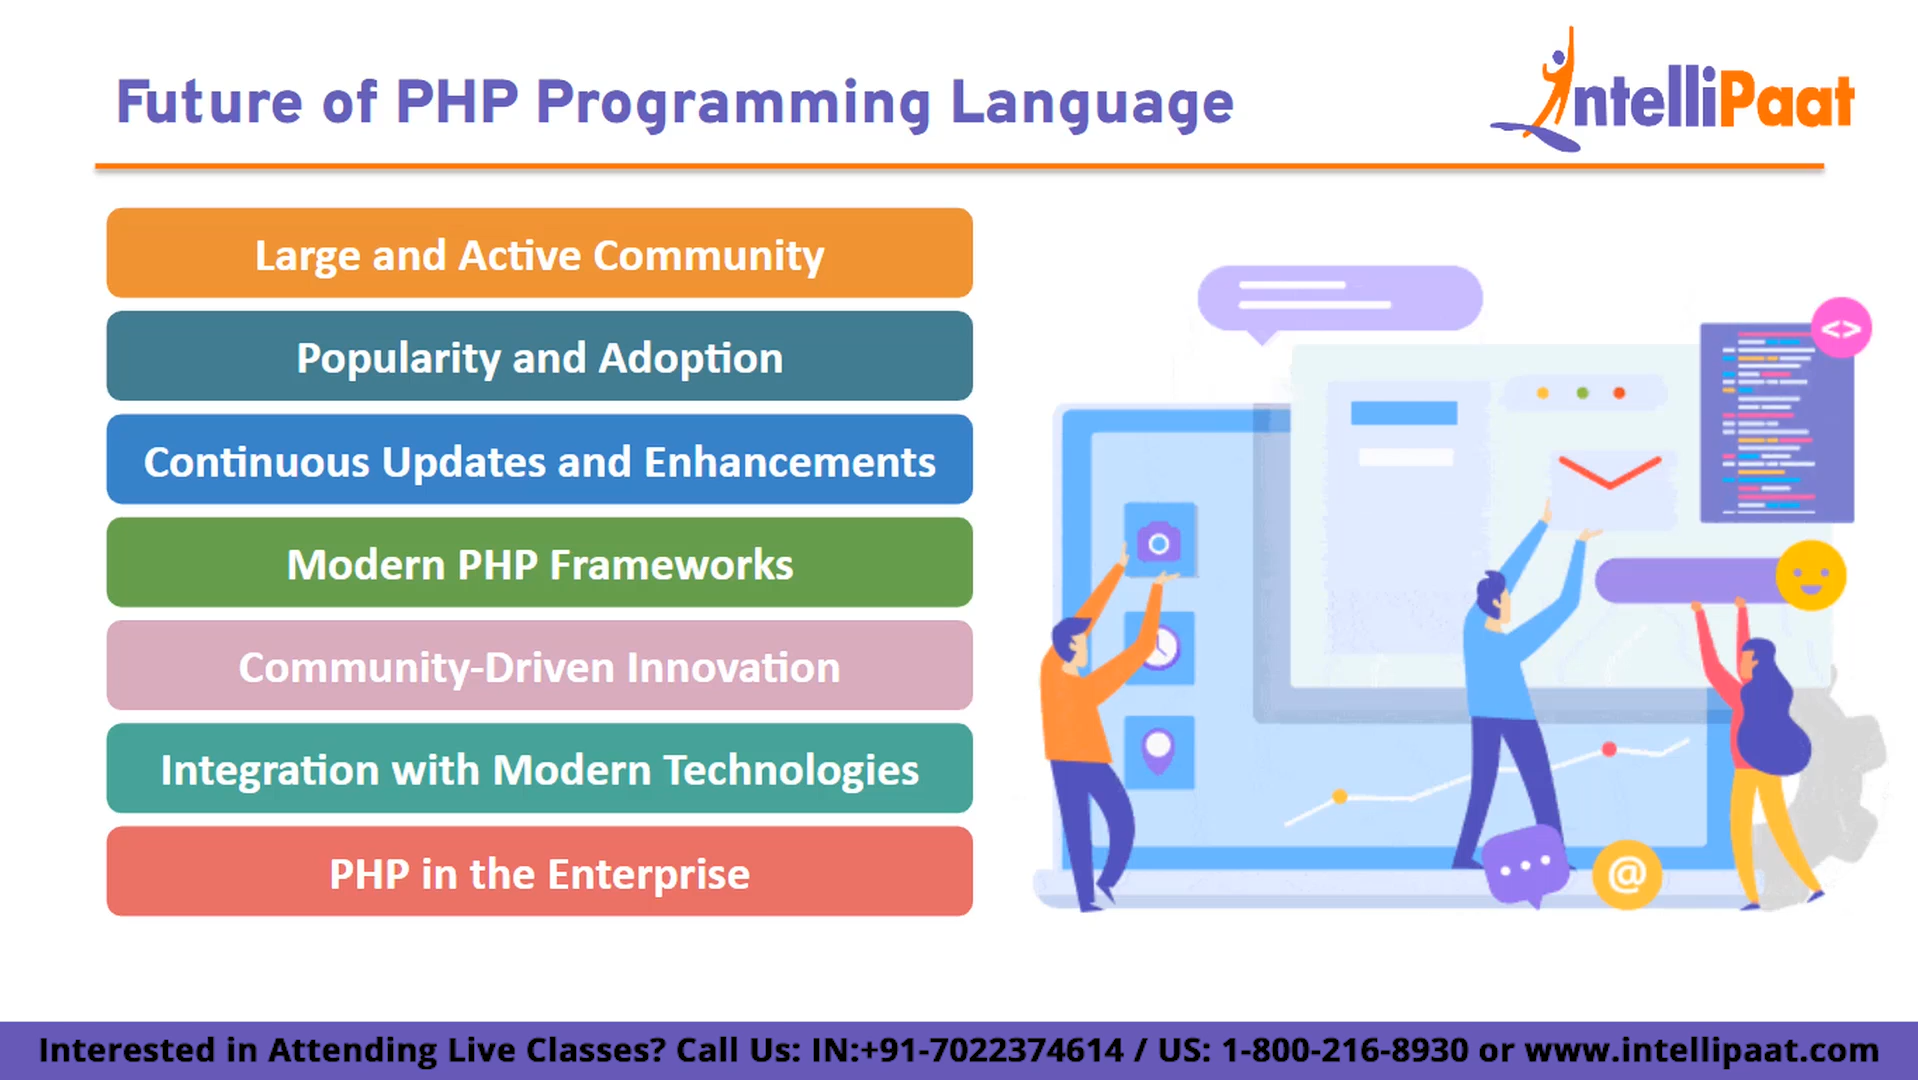 Future of PHP Programming Language
IntelliPaat
Large and Active Community
Popularity and Adoption
Continuous Updates and Enhancements
Modern PHP Frameworks
Community-Driven Innovation
Integration with Modern Technologies
PHP in the Enterprise
<>
@
Interested in Attending Live Classes? Call Us: IN:+91-7022374614 / US: 1-800-216-8930 or www.intellipaat.com